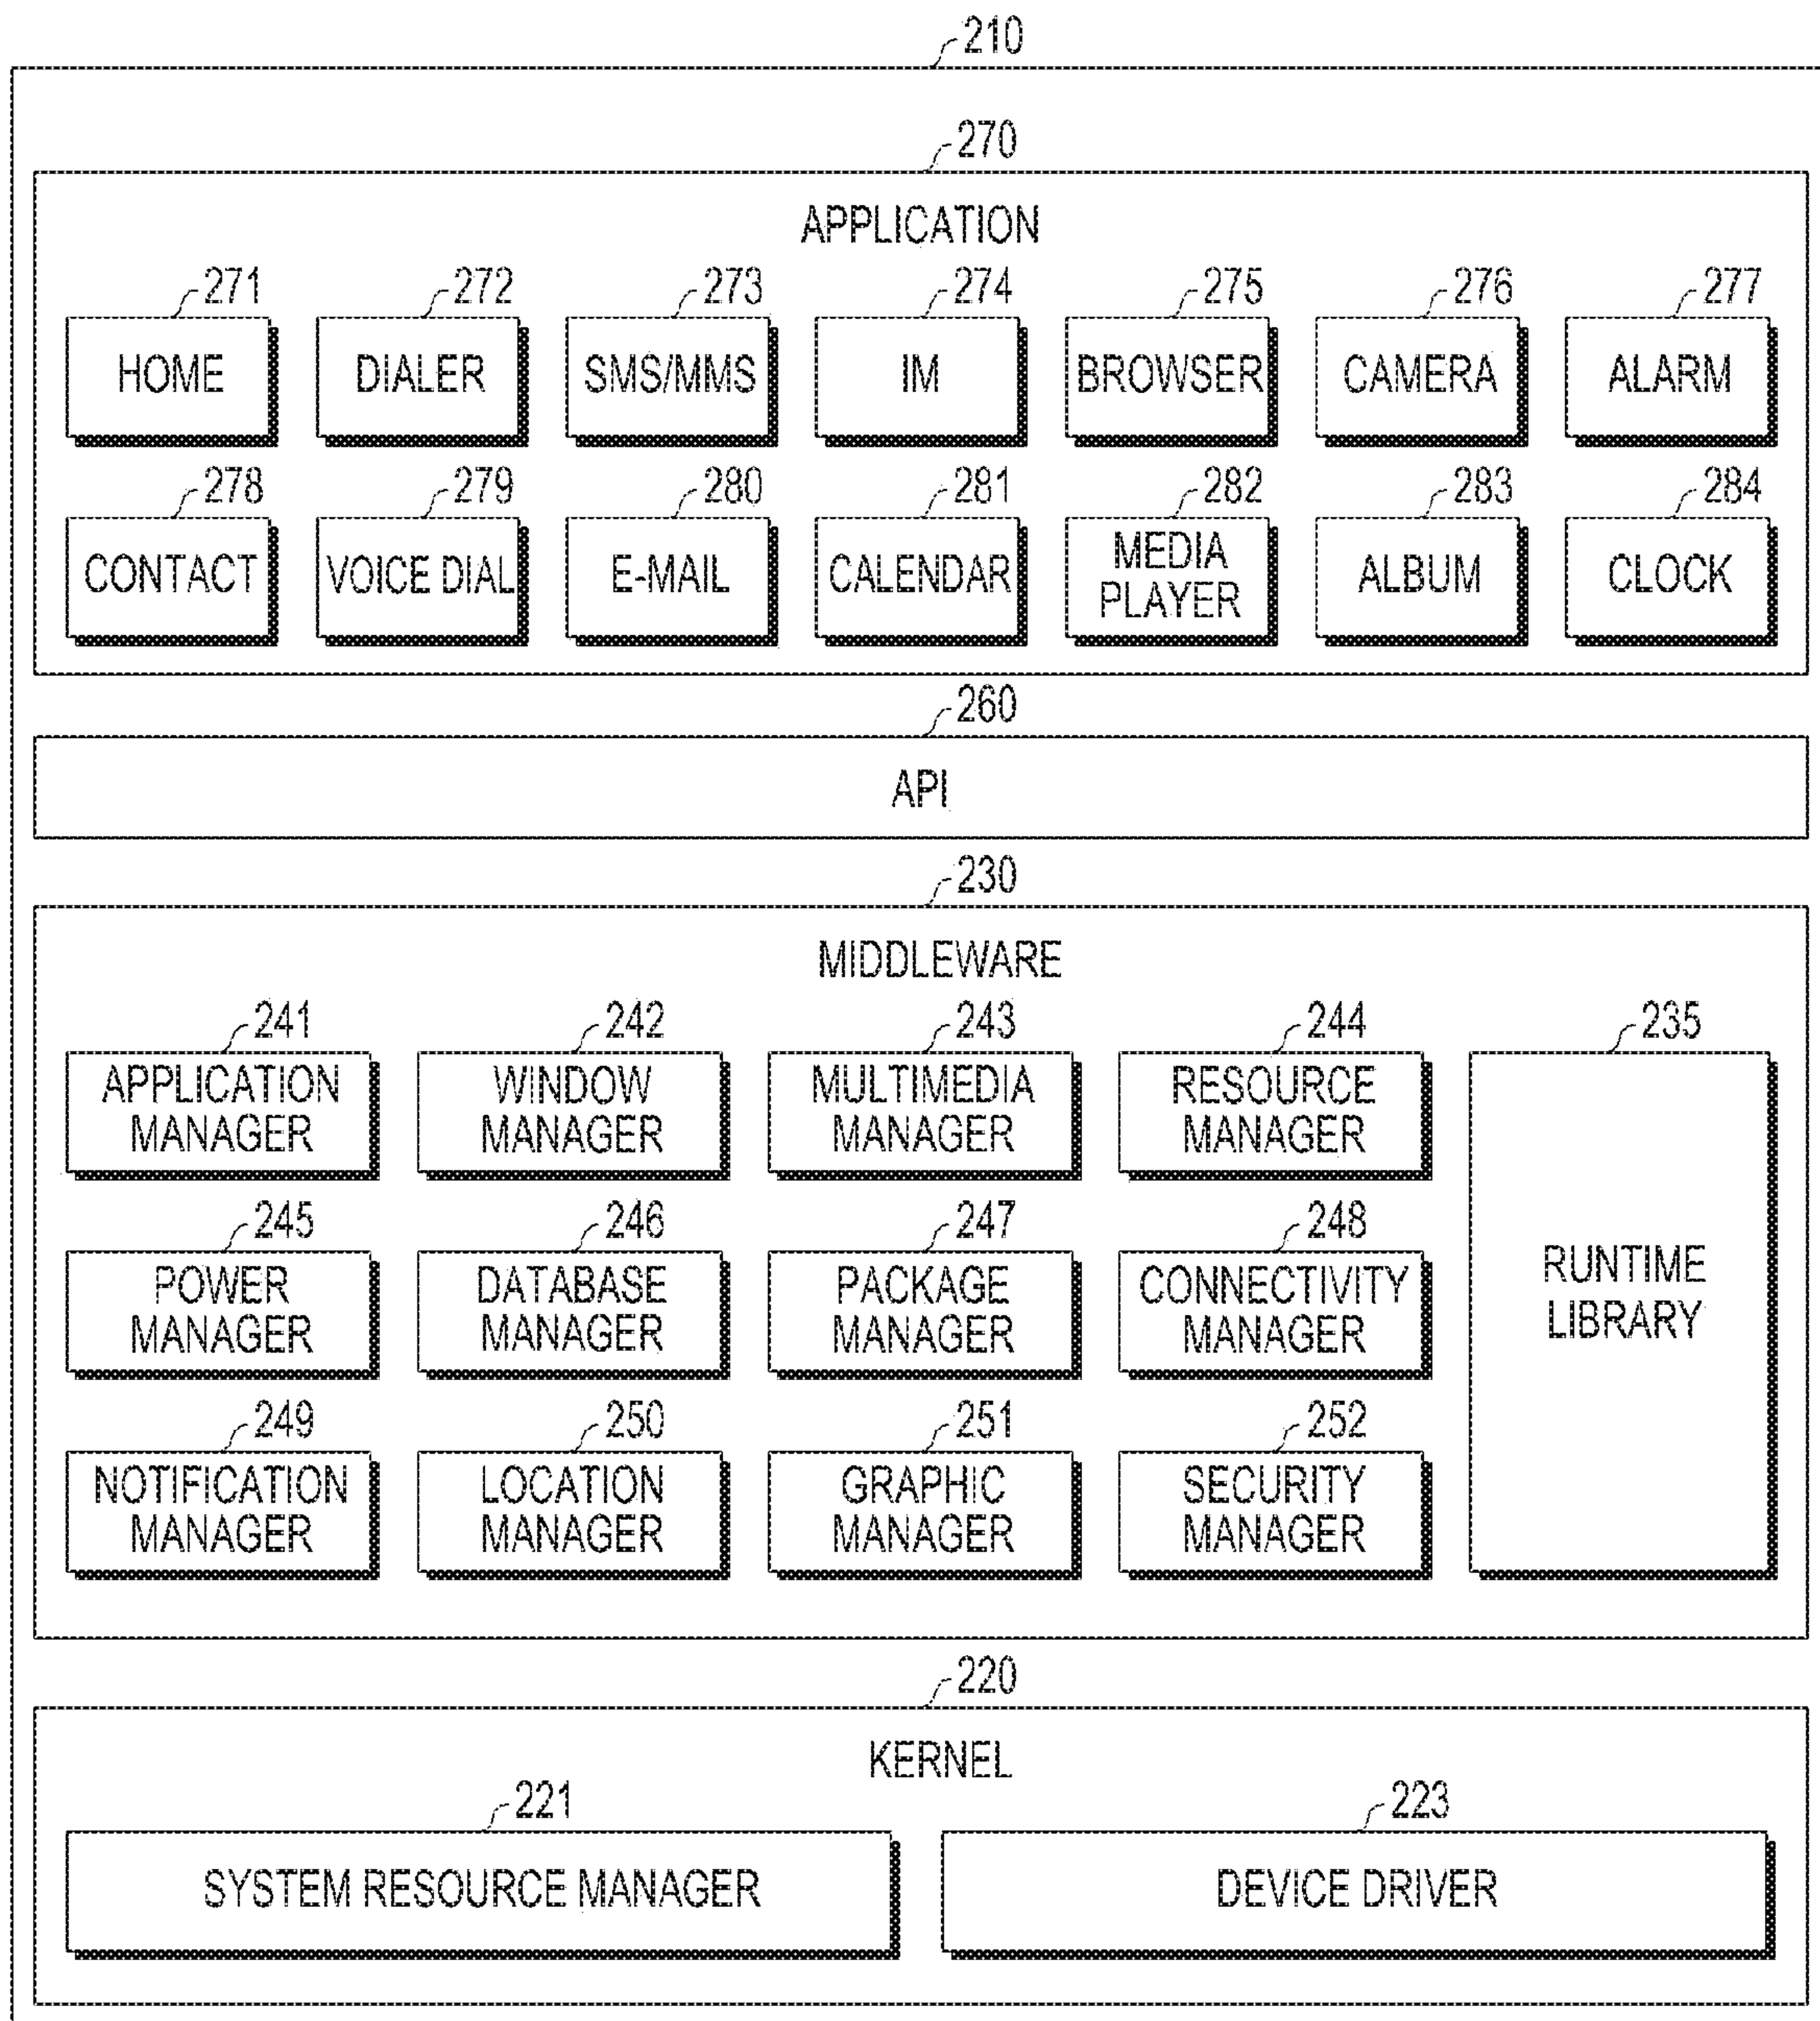 210
270
APPLICATION
271 272 273 274 275 276 277
HOME DIALER SMS/MMS IM BROWSER CAMERA ALARM
278 279 280 281 282 283 284
CONTACT VOICE DIAL E-MAIL CALENDAR MEDIA PLAYER ALBUM CLOCK
260
API
230
MIDDLEWARE
241 242 243 244 235
APPLICATION MANAGER WINDOW MANAGER MULTIMEDIA MANAGER RESOURCE MANAGER
245 246 247 248
POWER MANAGER DATABASE MANAGER PACKAGE MANAGER CONNECTIVITY MANAGER RUNTIME LIBRARY
249 250 251 252
NOTIFICATION MANAGER LOCATION MANAGER GRAPHIC MANAGER SECURITY MANAGER
220
KERNEL
221 223
SYSTEM RESOURCE MANAGER DEVICE DRIVER